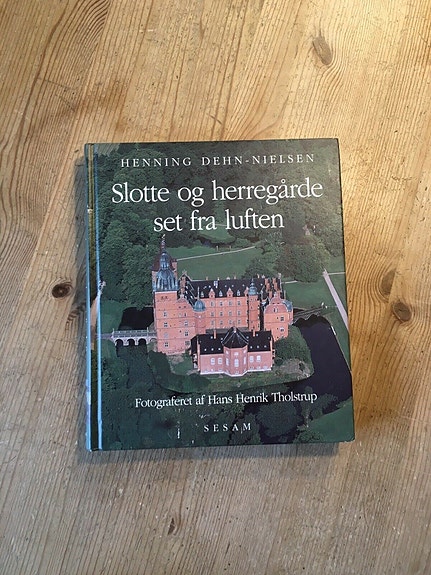 HENNING DEHN-NIELSEN
Slotte og herregårde
set fra luften
Fotograferet af Hans Henrik Tholstrup
SESAM